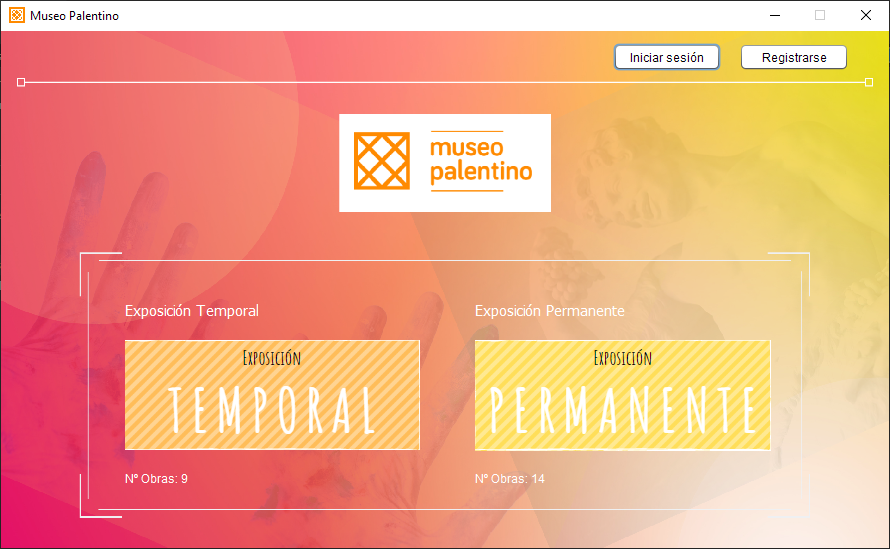 Museo Palentino
Iniciar sesión
Registrarse
museo
palentino
Exposición Temporal
Exposición Permanente
Exposición
TEMPORAL
Exposición
PERMANENTE
Nº Obras: 9
Nº Obras: 14